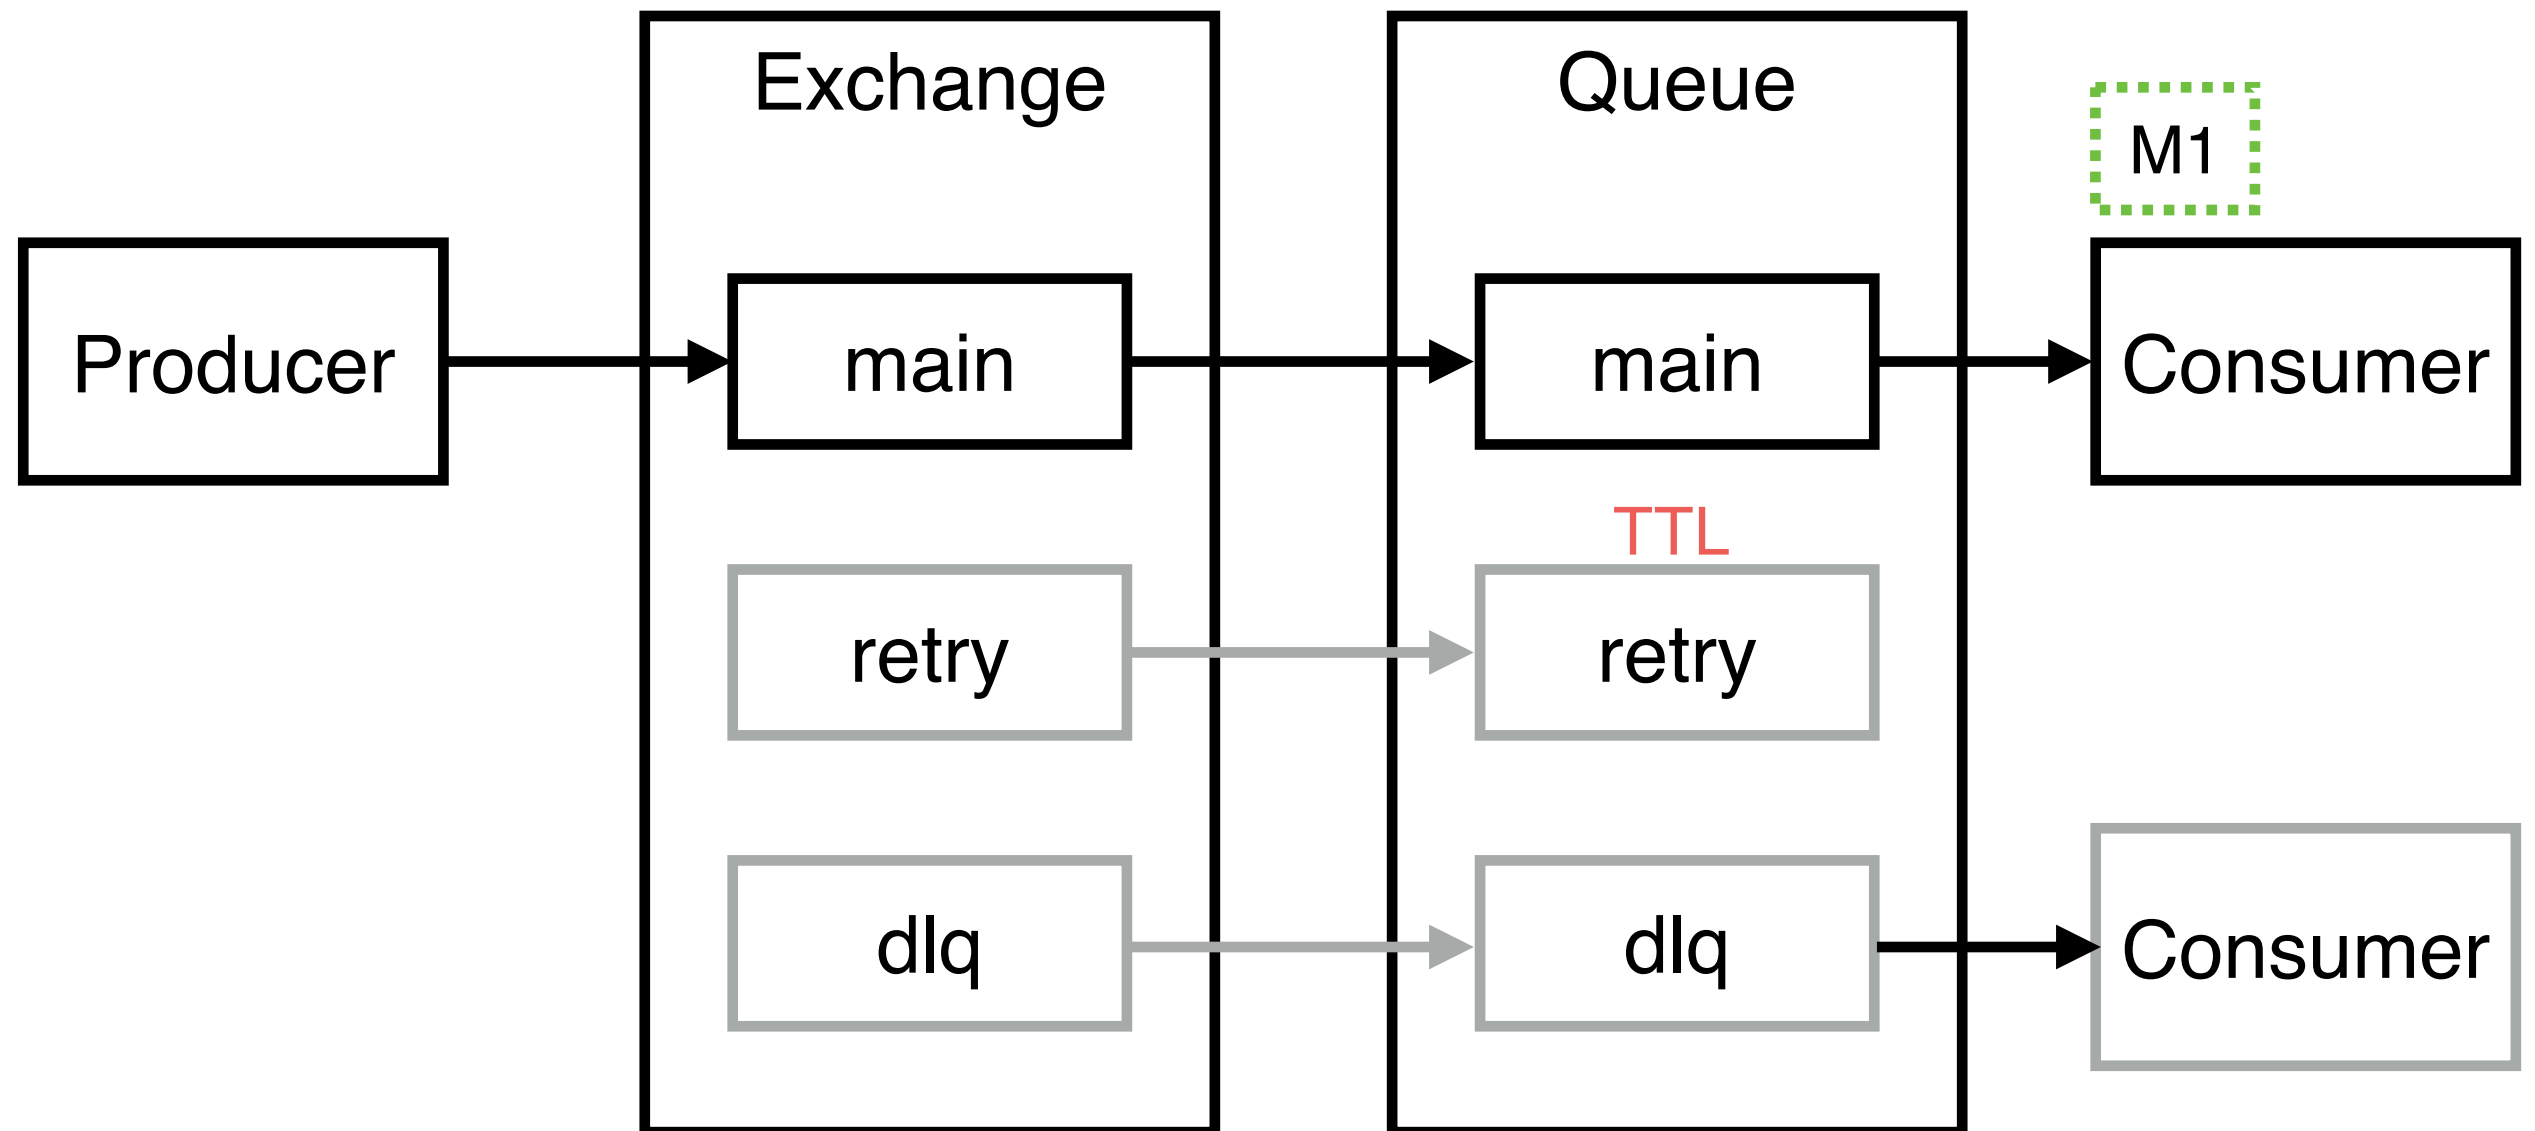 Exchange
Queue
M1
Producer
main
main
Consumer
TTL
retry
retry
dlq
dlq
Consumer